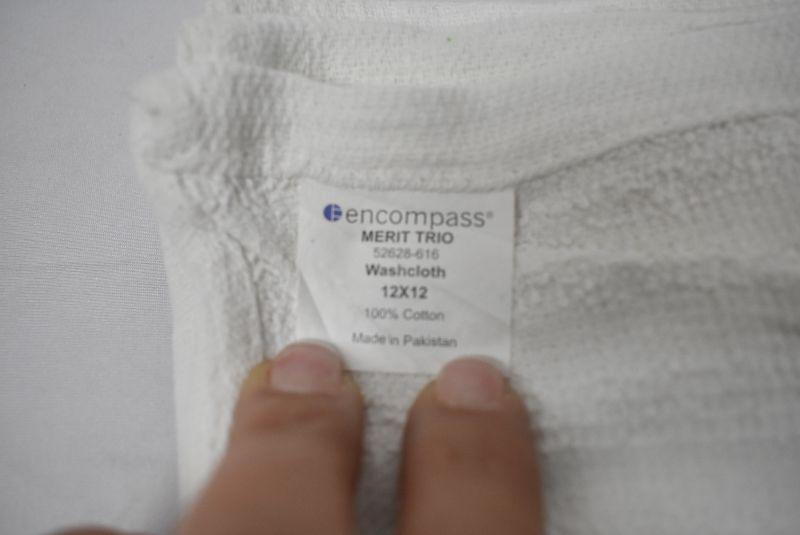 encompass®
MERIT TRIO
52628-616
Washcloth
12X12
100% Cotton
Made in Pakistan